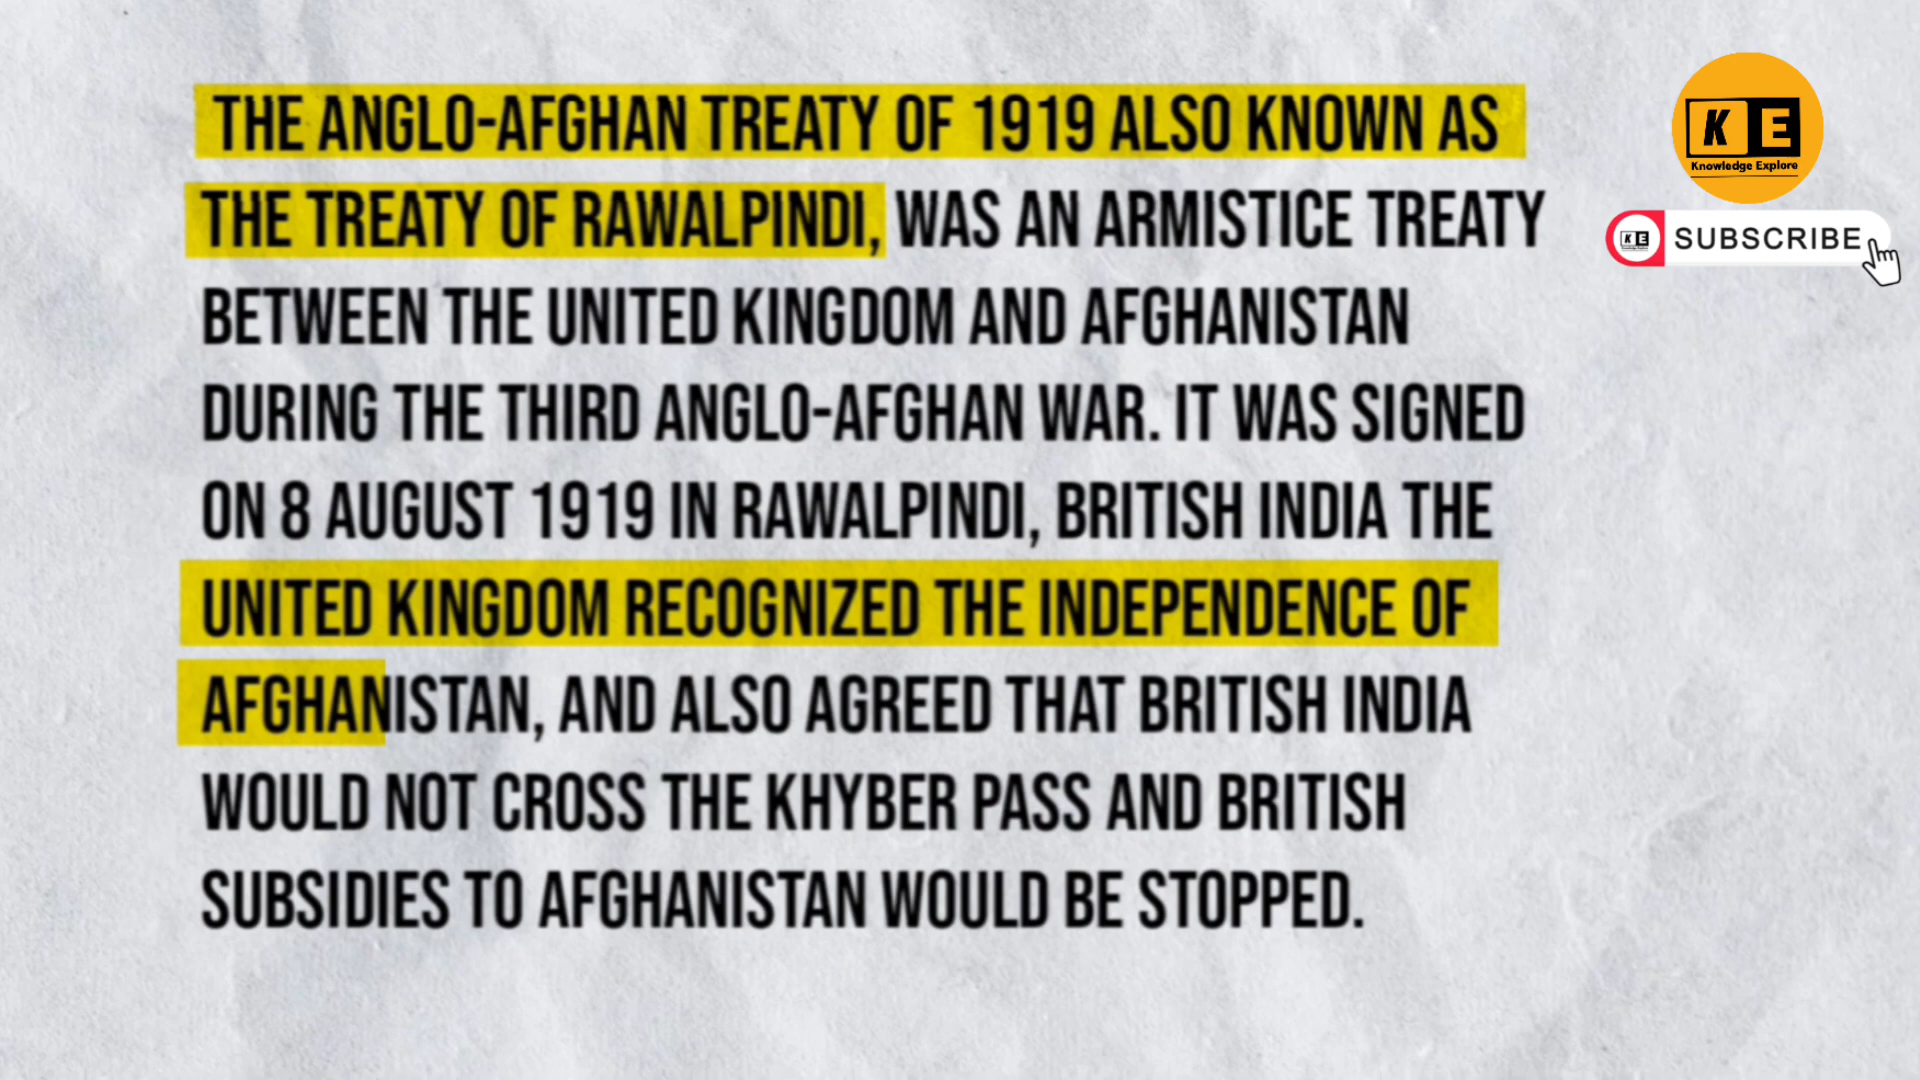 THE ANGLO-AFGHAN TREATY OF 1919 ALSO KNOWN AS
THE TREATY OF RAWALPINDI, WAS AN ARMISTICE TREATY
BETWEEN THE UNITED KINGDOM AND AFGHANISTAN
DURING THE THIRD ANGLO-AFGHAN WAR. IT WAS SIGNED
ON 8 AUGUST 1919 IN RAWALPINDI, BRITISH INDIA THE
UNITED KINGDOM RECOGNIZED THE INDEPENDENCE OF
AFGHANISTAN, AND ALSO AGREED THAT BRITISH INDIA
WOULD NOT CROSS THE KHYBER PASS AND BRITISH
SUBSIDIES TO AFGHANISTAN WOULD BE STOPPED.
KE
Knowledge Explore
KE SUBSCRIBE